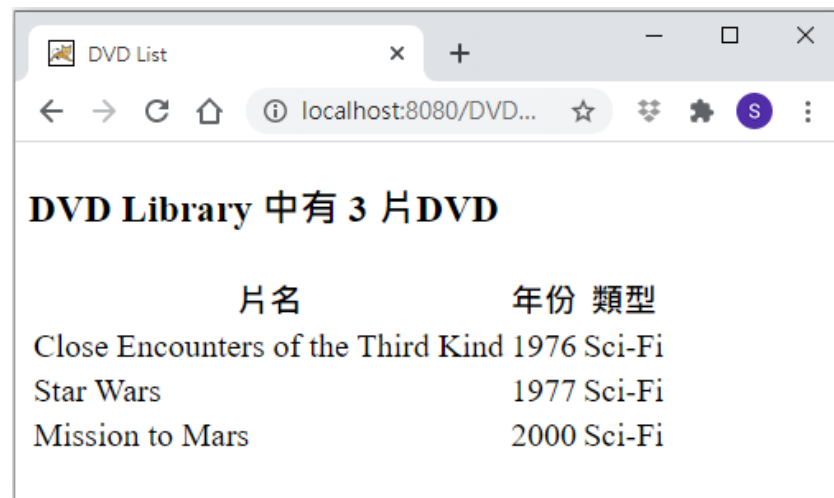 DVD List
localhost:8080/DVD...
S
DVD Library 中有 3 片DVD
片名 年份 類型
Close Encounters of the Third Kind 1976 Sci-Fi
Star Wars 1977 Sci-Fi
Mission to Mars 2000 Sci-Fi